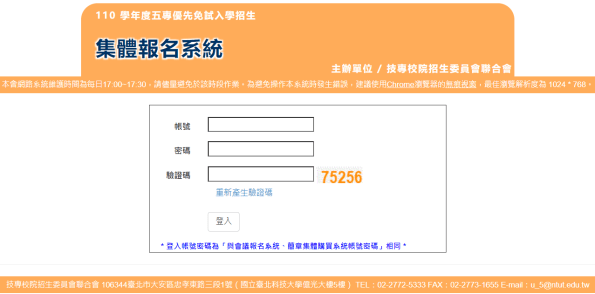 110 學年度五專優先免試入學招生
集體報名系統
主辦單位 / 技專校院招生委員會聯合會
本會網路系統維護時間為每日17:00~17:30，請儘量避免於該時段作業。為避免操作本系統時發生錯誤，建議使用Chrome瀏覽器的無痕視窗，最佳瀏覽解析度為 1024 * 768。
帳號
密碼
驗證碼 75256
重新產生驗證碼
登入
* 登入帳號密碼為「與會議報名系統、簡章集體購買系統帳號密碼」相同 *
技專校院招生委員會聯合會 106344臺北市大安區忠孝東路三段1號 ( 國立臺北科技大學億光大樓5樓 ) TEL：02-2772-5333 FAX：02-2773-1655 E-mail：u_5@ntut.edu.tw